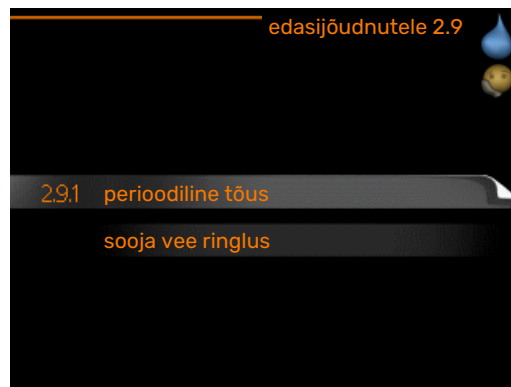 edasijõudnutele 2.9
2.9.1 perioodiline tõus
sooja vee ringlus